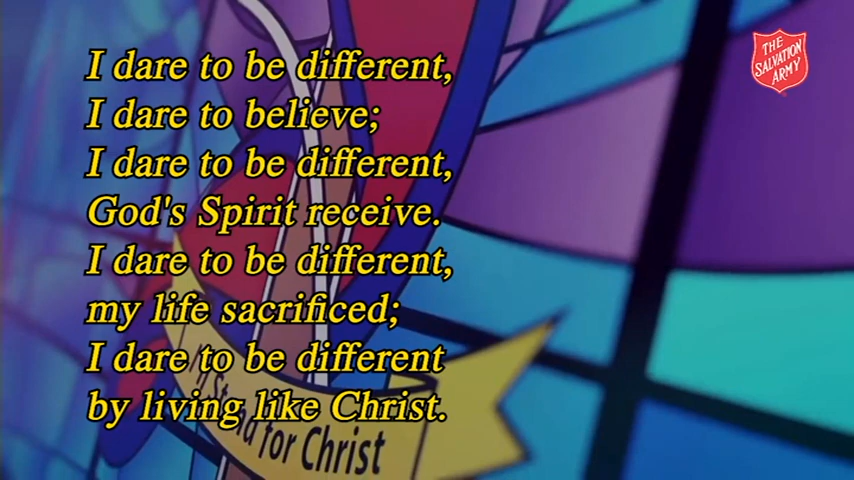 I dare to be different,
I dare to believe;
I dare to be different,
God's Spirit receive.
I dare to be different,
my life sacrificed;
I dare to be different
by living like Christ.
THE
SALVATION
ARMY
Stand for Christ